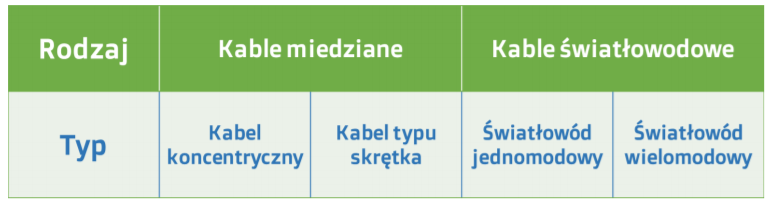 Rodzaj Kable miedziane Kable światłowodowe
Typ
Kabel koncentryczny
Kabel typu skrętka
Światłowód jednomodowy
Światłowód wielomodowy